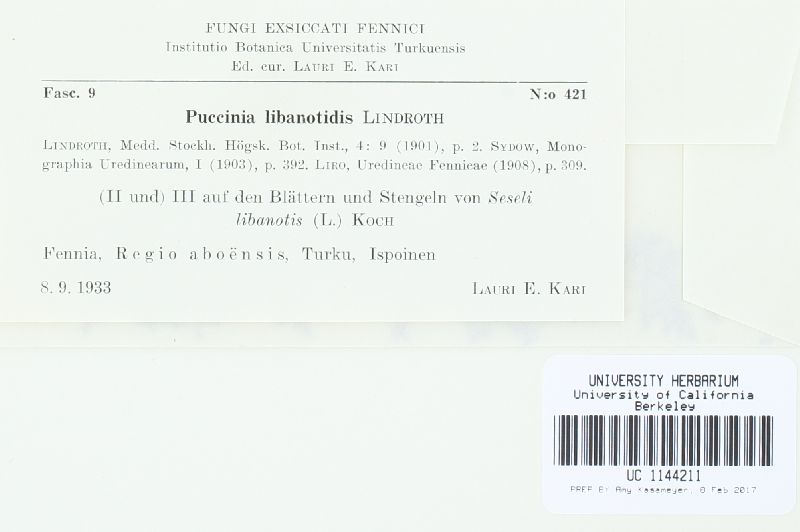 FUNGI EXSICCATI FENNICI
Institutio Botanica Universitatis Turkuensis
Ed. cur. LAURI E. KARI
Fasc. 9 N:o 421
Puccinia libanotidis LINDROTH
LINDROTH, Medd. Stockh. Högsk. Bot. Inst., 4: 9 (1901), p. 2. SYDOW, Mono-
graphia Uredinearum, I (1903), p. 392. LIRO, Uredineae Fennicae (1908), p. 309.
(II und) III auf den Blättern und Stengeln von Seseli
libanotis (L.) KOCH
Fennia, Regio aboënsis, Turku, Ispoinen
8. 9. 1933 LAURI E. KARI
UNIVERSITY HERBARIUM
University of California
Berkeley
UC 1144211
PREP BY Amy Kasameyer, 8 Feb 2017